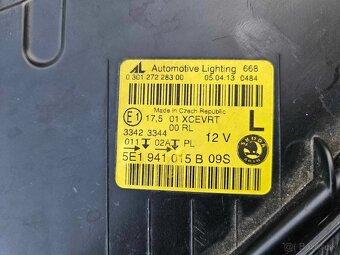 AL Automotive Lighting 668
0 301 272 283 00 05.04.13 0484
Made in Czech Republic
E1 17,5 01 XCEVRT
00 RL
3342 3344 12 V L
011 02A PL
5E1 941 015 B 09S
SKODA